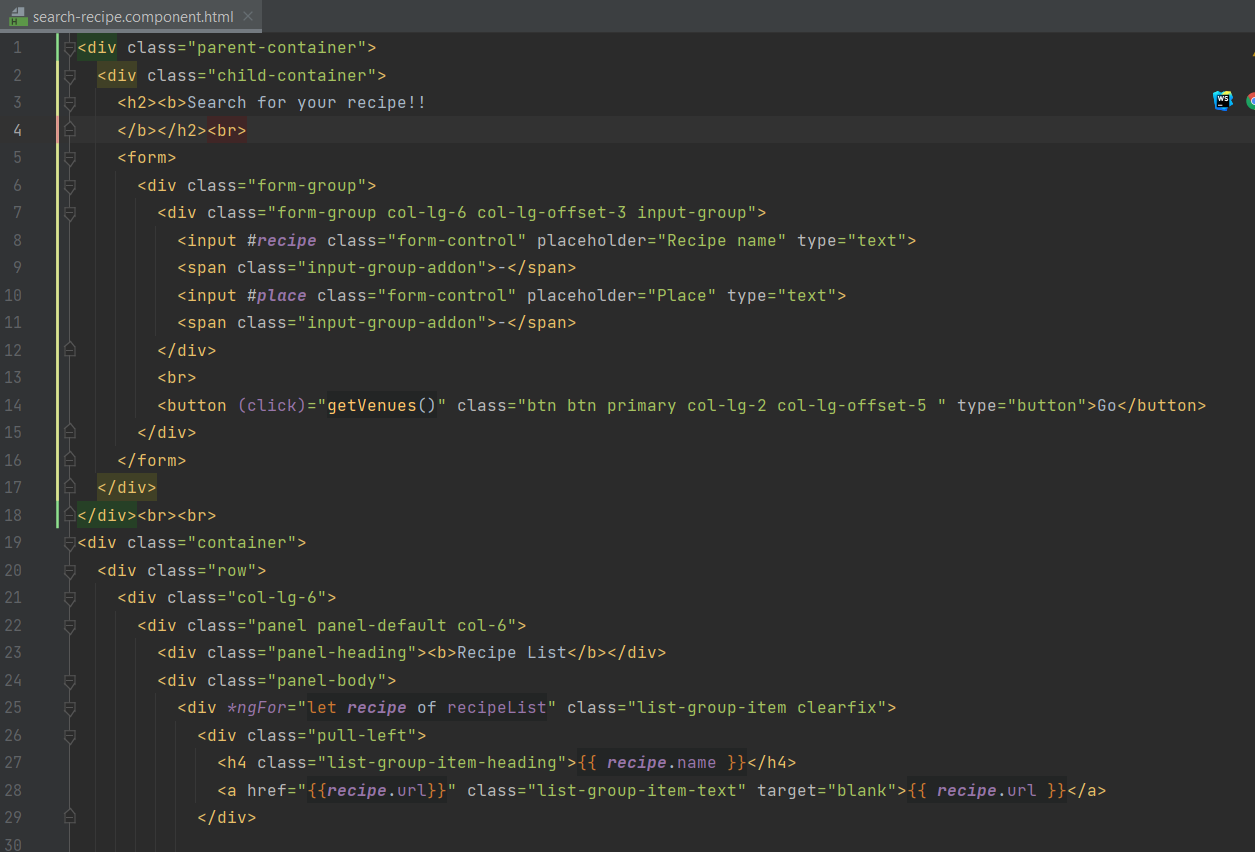 search-recipe.component.html
1 <div class="parent-container">
2 <div class="child-container">
3 <h2><b>Search for your recipe!!
4 </b></h2><br>
5 <form>
6 <div class="form-group">
7 <div class="form-group col-lg-6 col-lg-offset-3 input-group">
8 <input #recipe class="form-control" placeholder="Recipe name" type="text">
9 <span class="input-group-addon">-</span>
10 <input #place class="form-control" placeholder="Place" type="text">
11 <span class="input-group-addon">-</span>
12 </div>
13 <br>
14 <button (click)="getVenues()" class="btn btn primary col-lg-2 col-lg-offset-5 " type="button">Go</button>
15 </div>
16 </form>
17 </div>
18 </div><br><br>
19 <div class="container">
20 <div class="row">
21 <div class="col-lg-6">
22 <div class="panel panel-default col-6">
23 <div class="panel-heading"><b>Recipe List</b></div>
24 <div class="panel-body">
25 <div *ngFor="let recipe of recipeList" class="list-group-item clearfix">
26 <div class="pull-left">
27 <h4 class="list-group-item-heading">{{ recipe.name }}</h4>
28 <a href="{{recipe.url}}" class="list-group-item-text" target="blank">{{ recipe.url }}</a>
29 </div>
30
H
WS